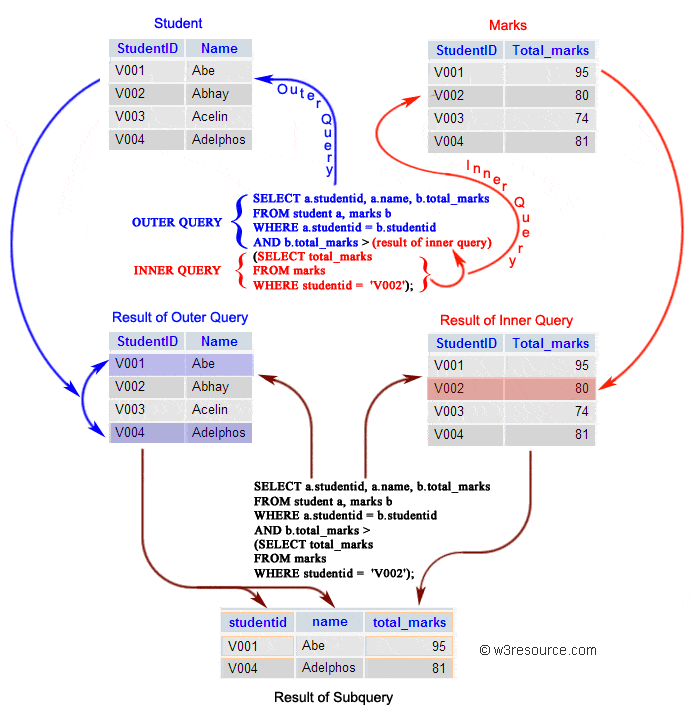 Student
StudentID Name
V001 Abe
V002 Abhay
V003 Acelin
V004 Adelphos
Marks
StudentID Total_marks
V001 95
V002 80
V003 74
V004 81
Outer Query
Inner Query
OUTER QUERY
SELECT a.studentid, a.name, b.total_marks
FROM student a, marks b
WHERE a.studentid = b.studentid
AND b.total_marks > (result of inner query)
INNER QUERY
(SELECT total_marks
FROM marks
WHERE studentid = 'V002');
Result of Outer Query
StudentID Name
V001 Abe
V002 Abhay
V003 Acelin
V004 Adelphos
Result of Inner Query
StudentID Total_marks
V001 95
V002 80
V003 74
V004 81
SELECT a.studentid, a.name, b.total_marks
FROM student a, marks b
WHERE a.studentid = b.studentid
AND b.total_marks >
(SELECT total_marks
FROM marks
WHERE studentid = 'V002');
studentid name total_marks
V001 Abe 95
V004 Adelphos 81
© w3resource.com
Result of Subquery